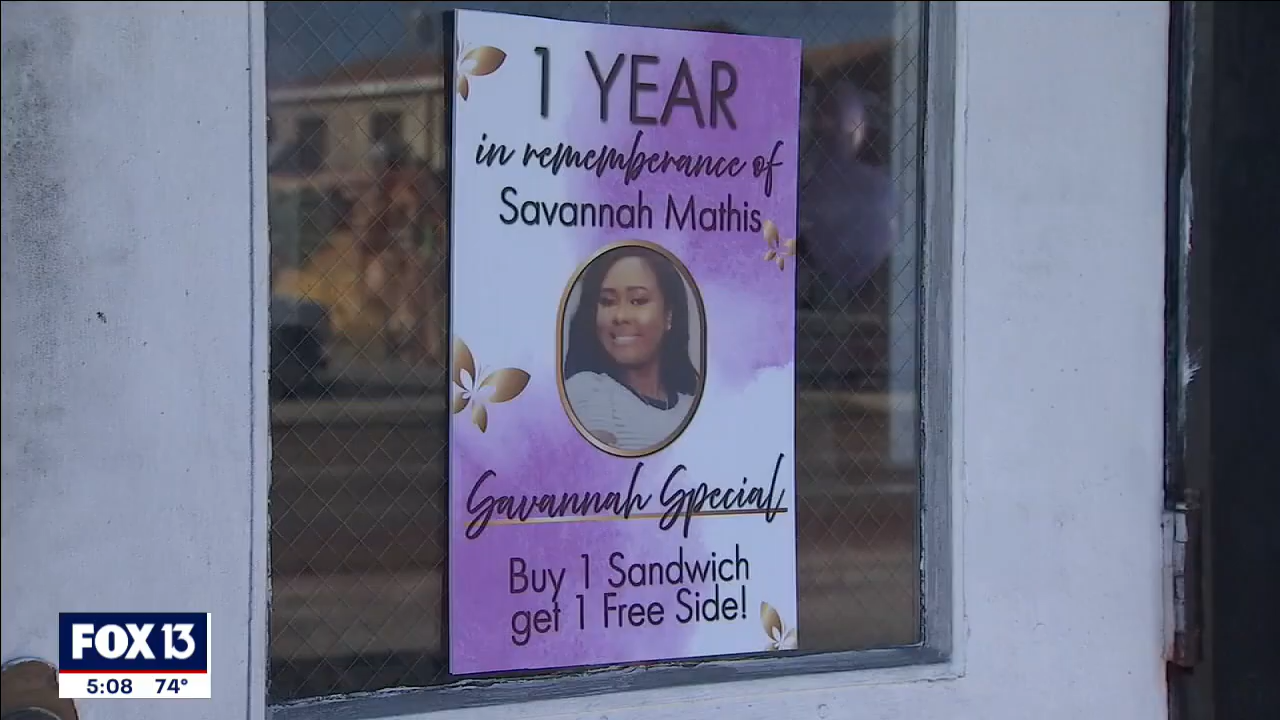 1 YEAR
in rememberance of
Savannah Mathis
Savannah Special
Buy 1 Sandwich
get 1 Free Side!
FOX 13
5:08 74°